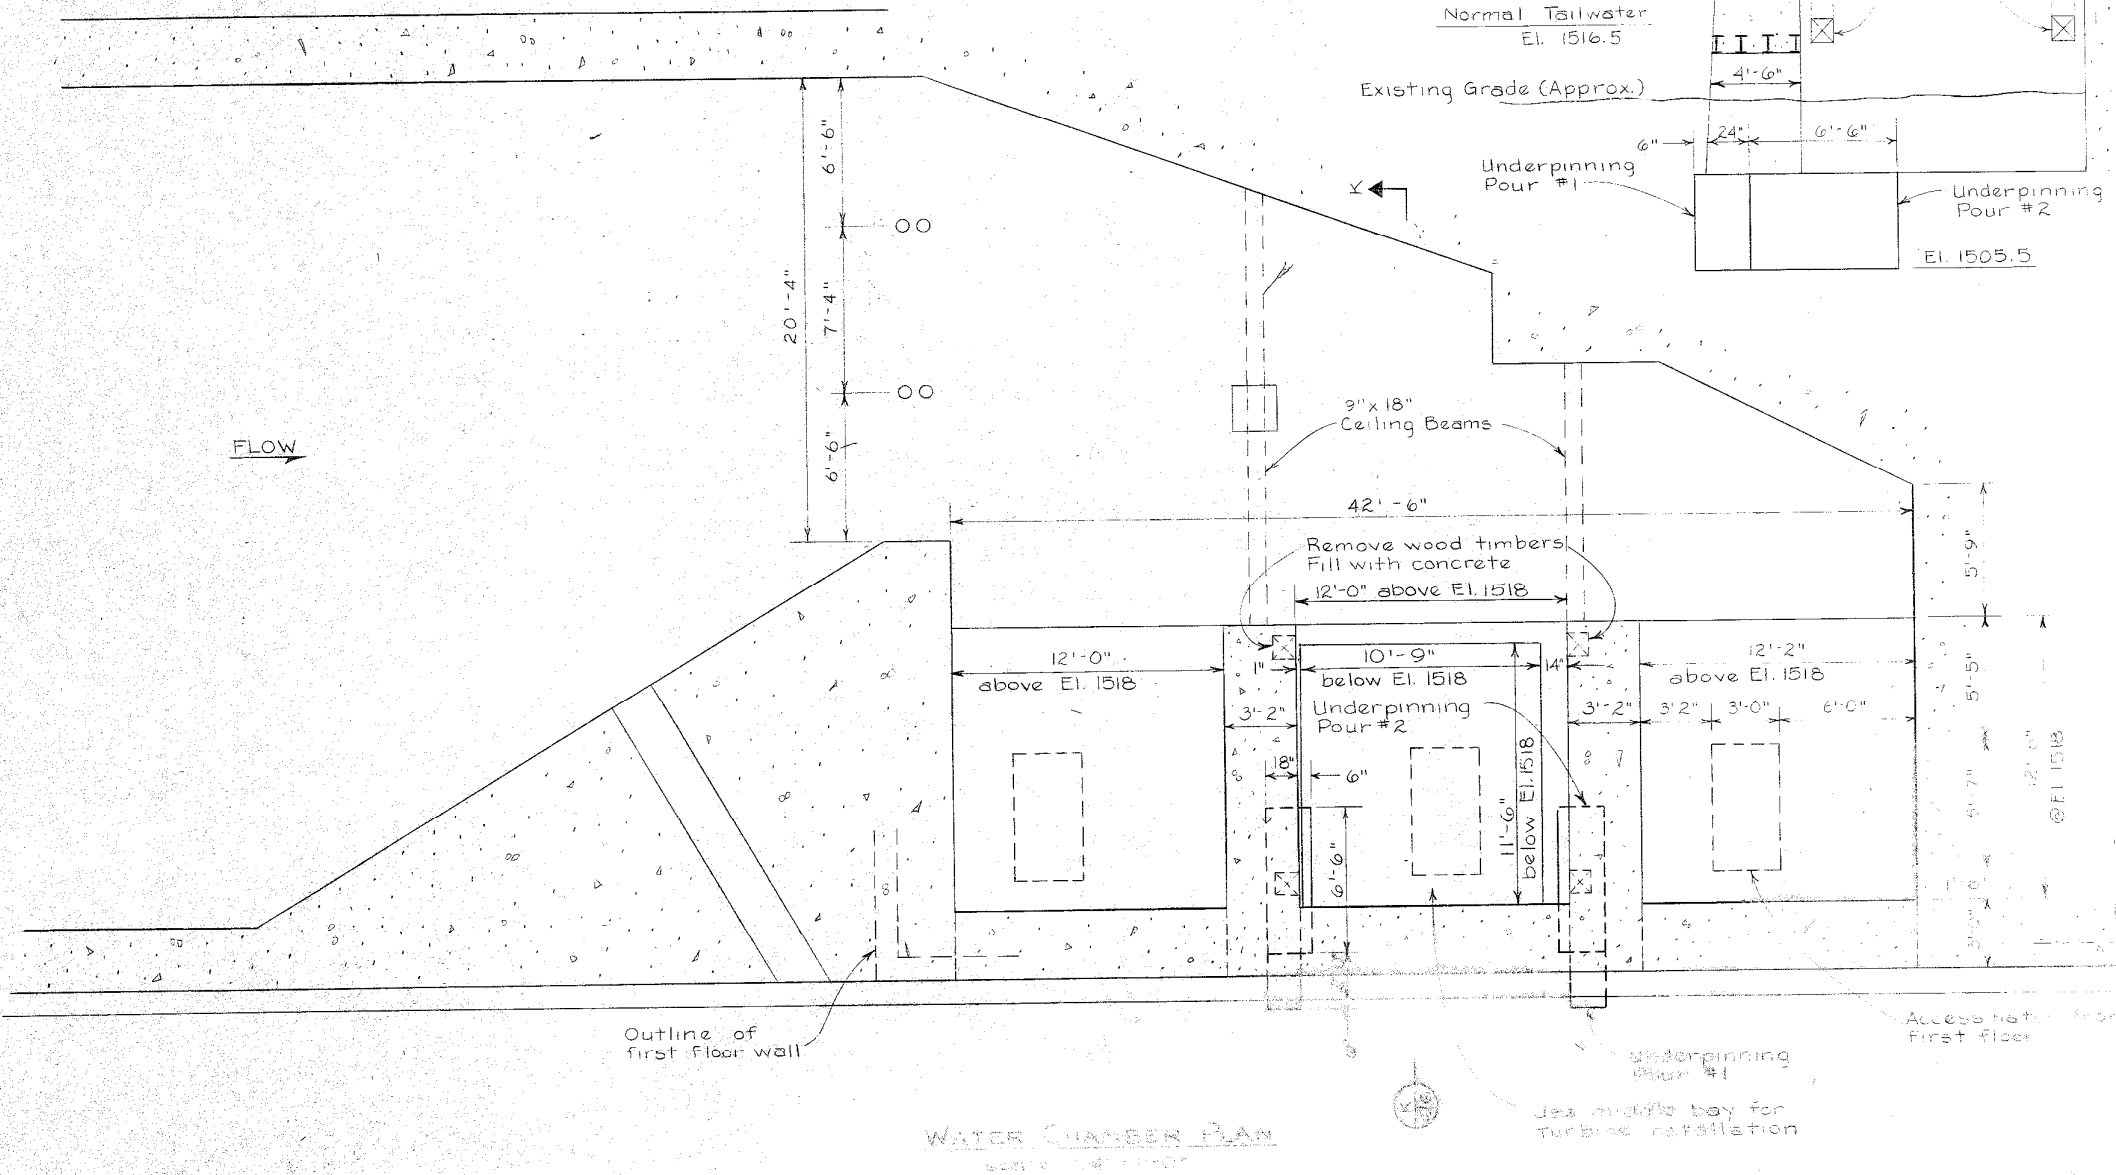 Normal Tailwater
El. 1516.5
4'-6"
Existing Grade (Approx.)
6"
24"
6'-6"
Underpinning
Pour #1
Underpinning
Pour #2
El. 1505.5
K
6'-6"
20'-4"
7'-4"
6'-6"
FLOW
9"x18"
Ceiling Beams
42'-6"
Remove wood timbers
Fill with concrete
12'-0" above El. 1518
5'-9"
12'-0"
above El. 1518
1"
10'-9"
below El. 1518
14"
12'-2"
above El. 1518
5'-5"
3'-2"
Underpinning
Pour #2
3'-2"
3'2"
3'-0"
6'-0"
18"
6"
11'-6"
below El. 1518
6'-6"
6'-7"
@El 1518
3'-0"
Outline of
first floor wall
Access
first floor
Underpinning
Pour #1
middle bay for
Turbine installation
K
WATER CHAMBER PLAN